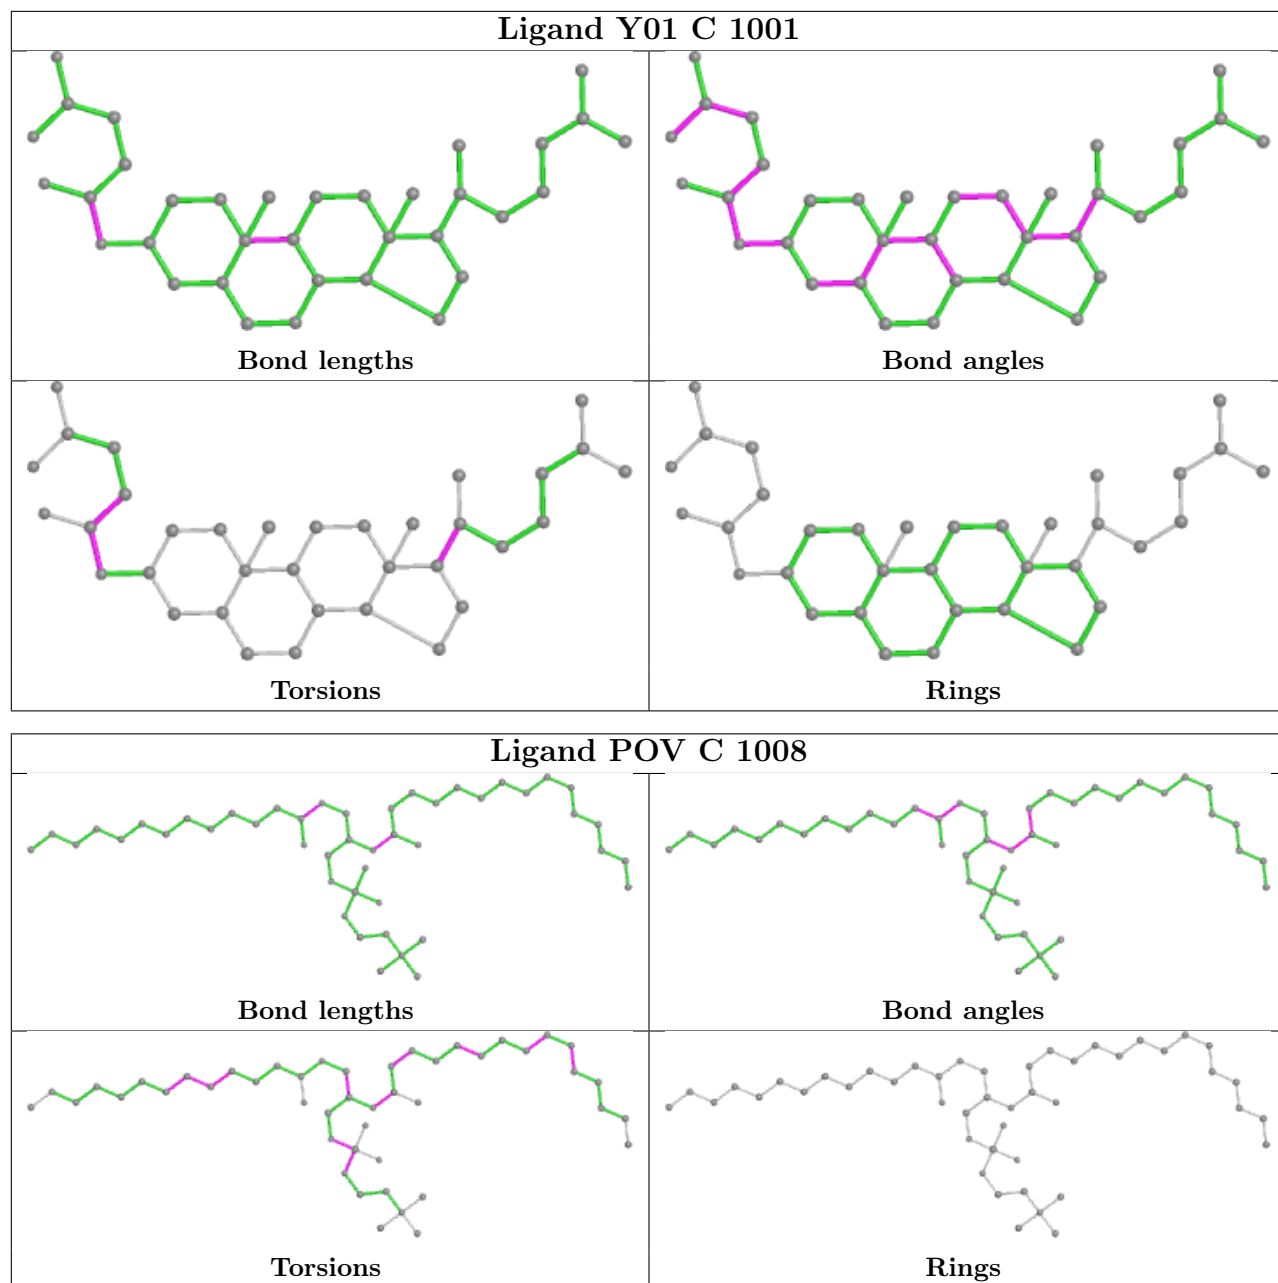 Ligand Y01 C 1001
Bond lengths
Bond angles
Torsions
Rings
Ligand POV C 1008
Bond lengths
Bond angles
Torsions
Rings